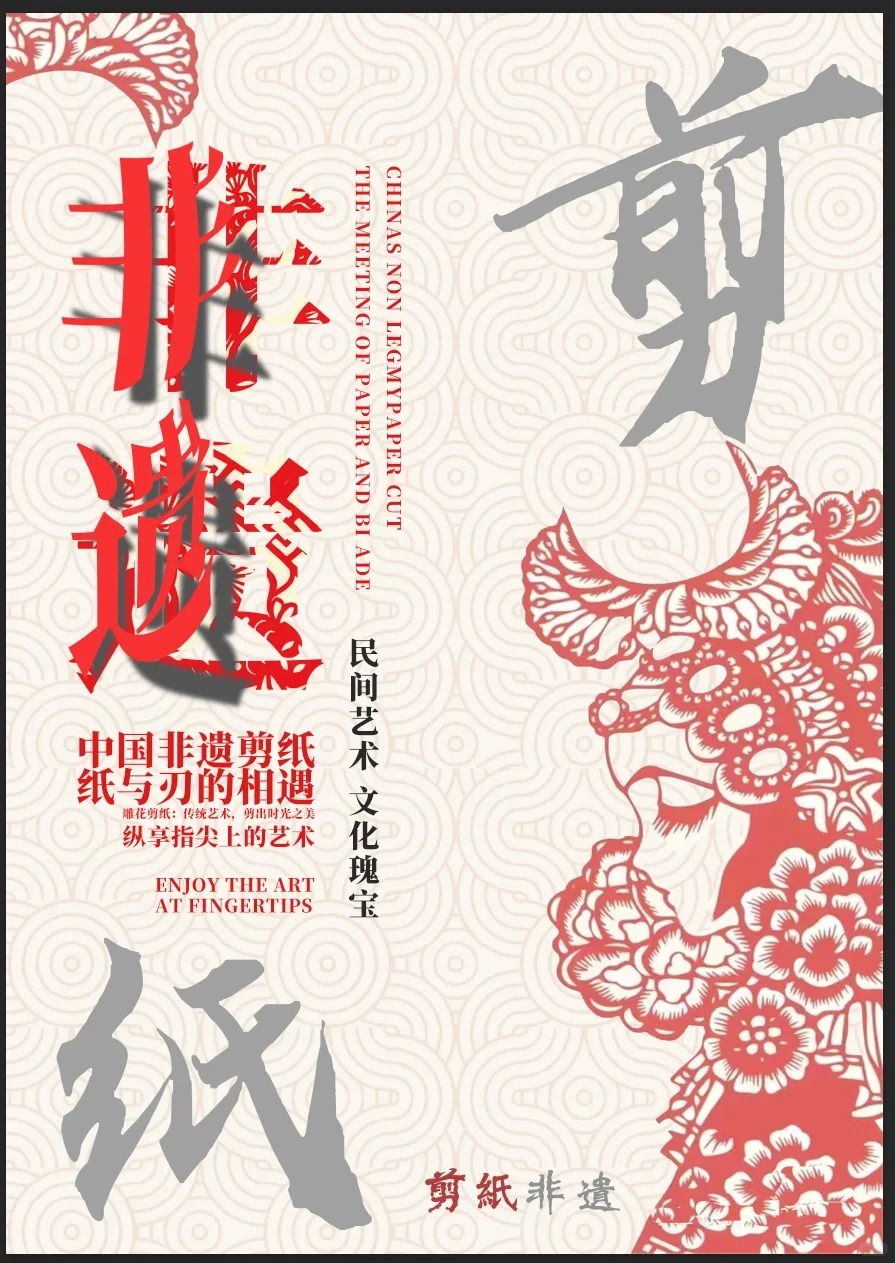 剪
非遗
CHINAS NON LEGMYPAPER CUT
THE MEETING OF PAPER AND BI ADE
民间艺术 文化瑰宝
中国非遗剪纸
纸与刃的相遇
雕花剪纸：传统艺术，剪出时光之美
纵享指尖上的艺术
ENJOY THE ART
AT FINGERTIPS
纸
剪紙非遺